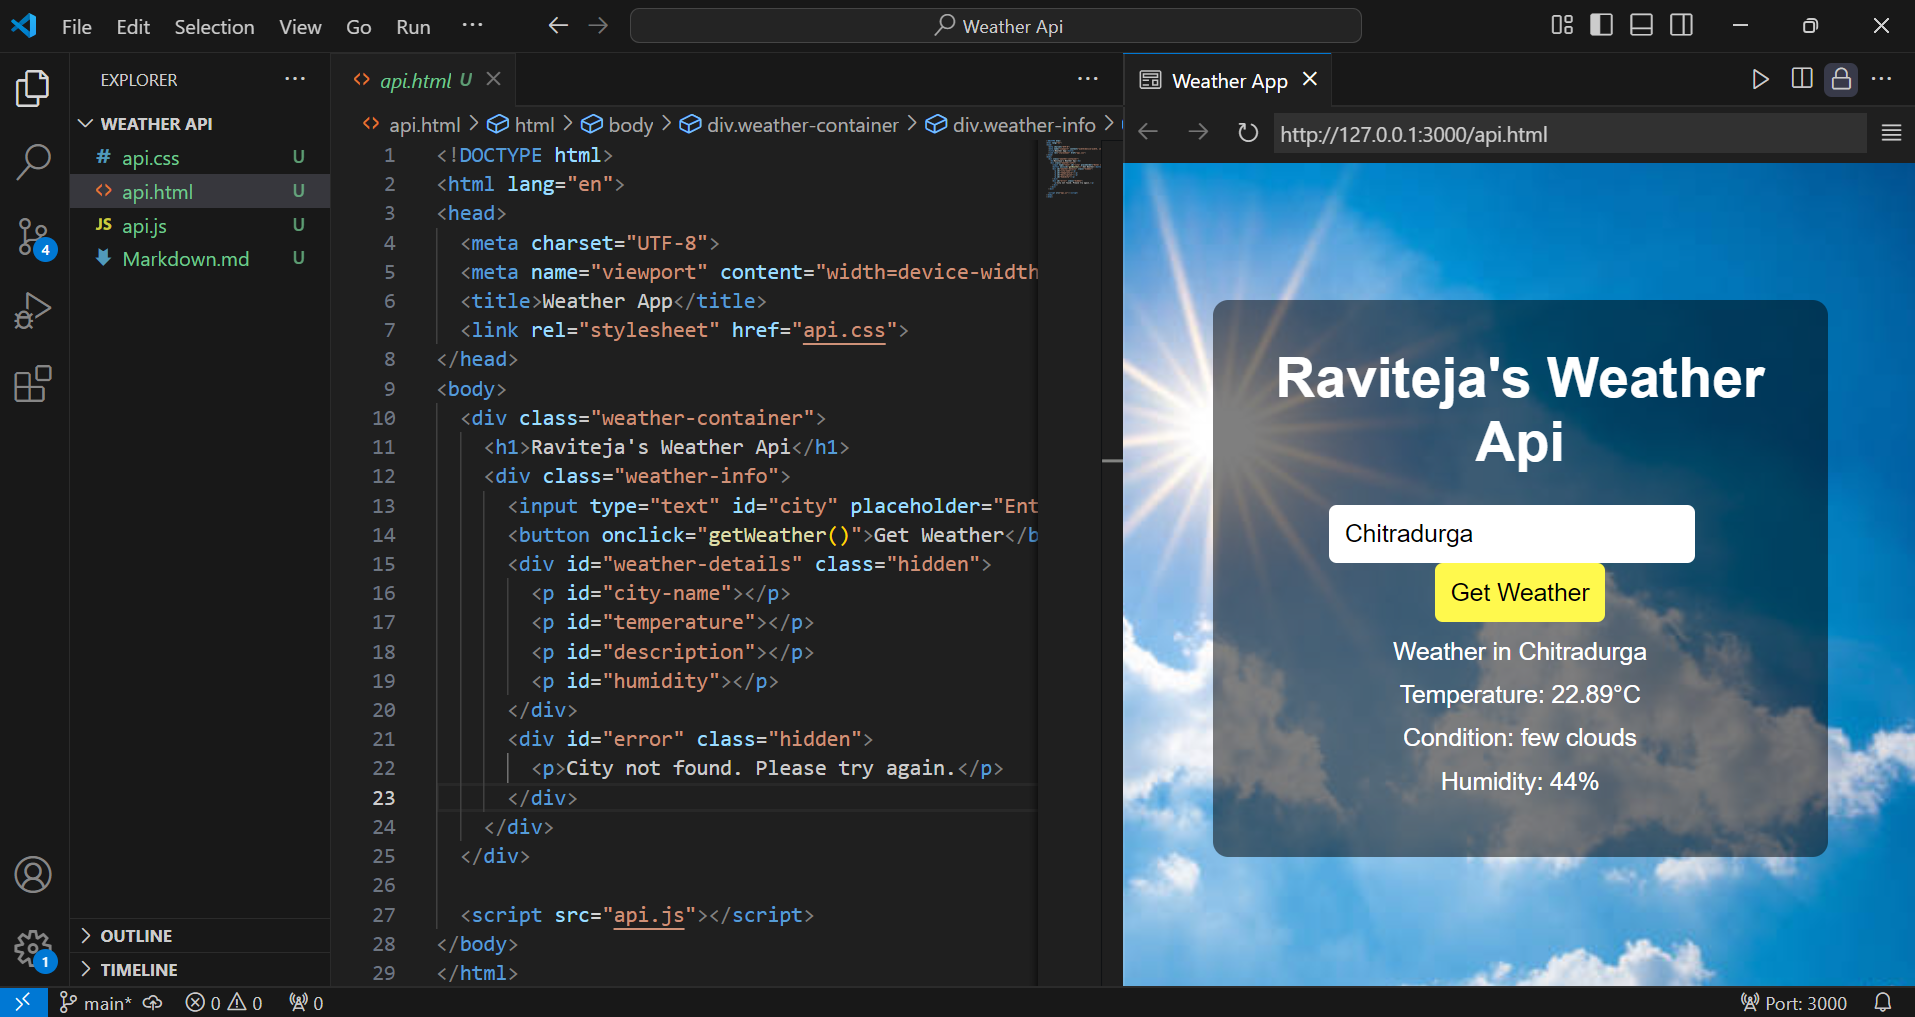 File Edit Selection View Go Run ···
Weather Api
EXPLORER ···
WEATHER API
# api.css U
<> api.html U
JS api.js U
Markdown.md U
OUTLINE
TIMELINE
<> api.html U ···
<> api.html > html > body > div.weather-container > div.weather-info >
1 <!DOCTYPE html>
2 <html lang="en">
3 <head>
4 <meta charset="UTF-8">
5 <meta name="viewport" content="width=device-width
6 <title>Weather App</title>
7 <link rel="stylesheet" href="api.css">
8 </head>
9 <body>
10 <div class="weather-container">
11 <h1>Raviteja's Weather Api</h1>
12 <div class="weather-info">
13 <input type="text" id="city" placeholder="Ent
14 <button onclick="getWeather()">Get Weather</b
15 <div id="weather-details" class="hidden">
16 <p id="city-name"></p>
17 <p id="temperature"></p>
18 <p id="description"></p>
19 <p id="humidity"></p>
20 </div>
21 <div id="error" class="hidden">
22 <p>City not found. Please try again.</p>
23 </div>
24 </div>
25 </div>
26
27 <script src="api.js"></script>
28 </body>
29 </html>
Weather App ···
http://127.0.0.1:3000/api.html
Raviteja's Weather
Api
Chitradurga
Get Weather
Weather in Chitradurga
Temperature: 22.89°C
Condition: few clouds
Humidity: 44%
4
1
main* 0 0 0
Port: 3000